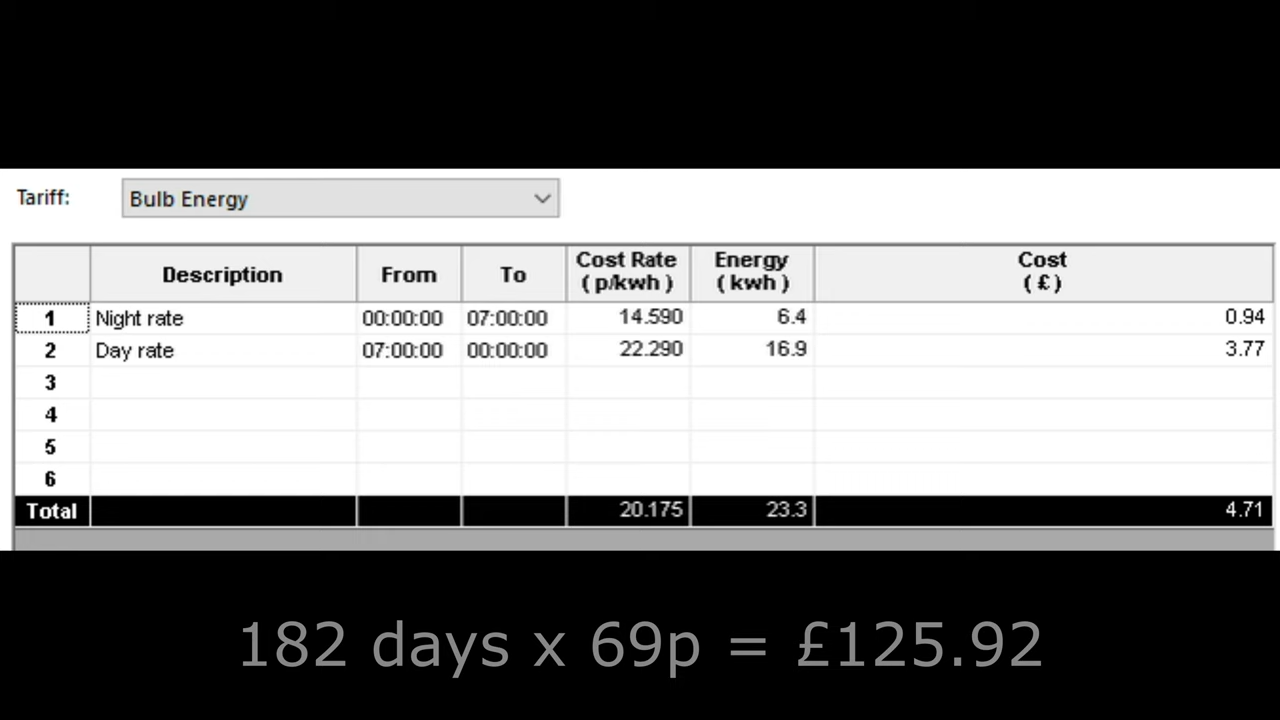 Tariff: Bulb Energy
Description From To Cost Rate ( p/kwh ) Energy ( kwh ) Cost ( £ )
1 Night rate 00:00:00 07:00:00 14.590 6.4 0.94
2 Day rate 07:00:00 00:00:00 22.290 16.9 3.77
3
4
5
6
Total 20.175 23.3 4.71
182 days x 69p = £125.92